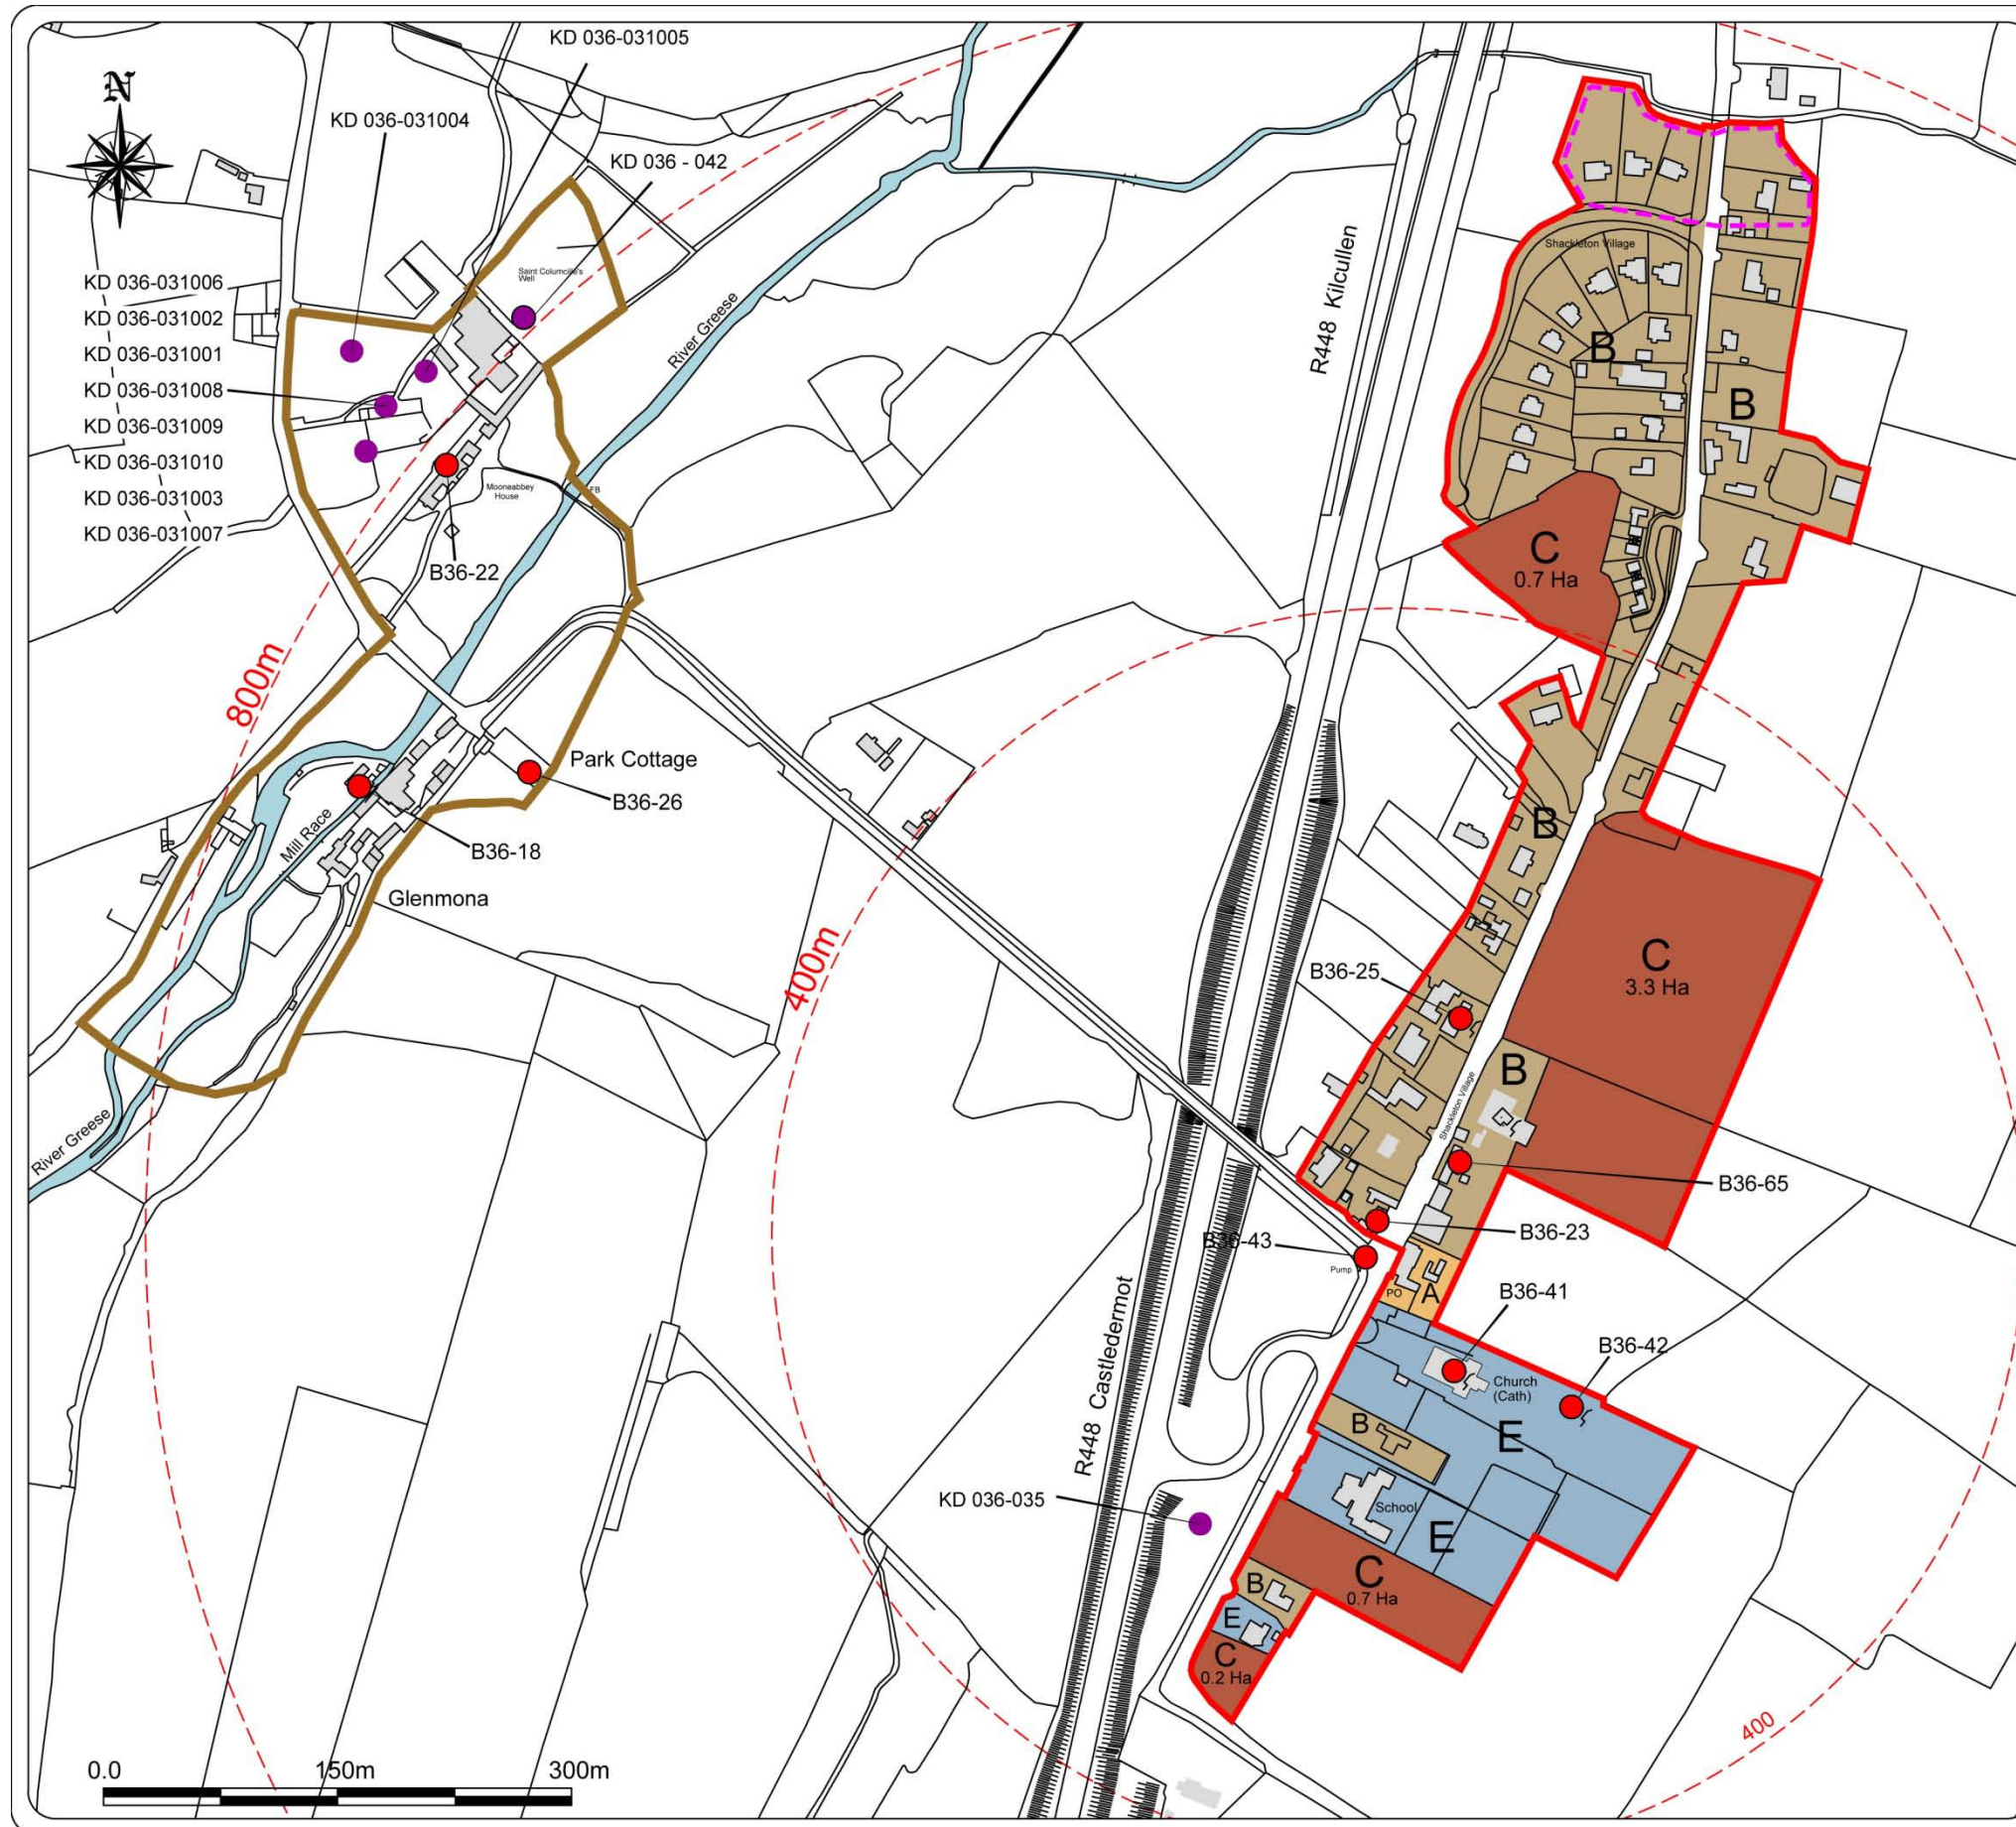 KD 036-031005
N
KD 036-031004
KD 036 - 042
Saint Columcille's
Well
KD 036-031006
KD 036-031002
KD 036-031001
KD 036-031008
KD 036-031009
KD 036-031010
KD 036-031003
KD 036-031007
River Greese
R448 Kilcullen
Shackleton Village
B
B
Mooneabbey
House
FB
B36-22
C
0.7 Ha
800m
Park Cottage
B36-26
Mill Race
B36-18
Glenmona
B
400m
B36-25
C
3.3 Ha
B
Shackleton Village
River Greese
B36-65
B36-23
B36-43
Pump
PO
A
B36-41
B36-42
Church
(Cath)
R448 Castledermot
B
E
KD 036-035
School
E
C
0.7 Ha
B
E
C
0.2 Ha
400
0.0
150m
300m